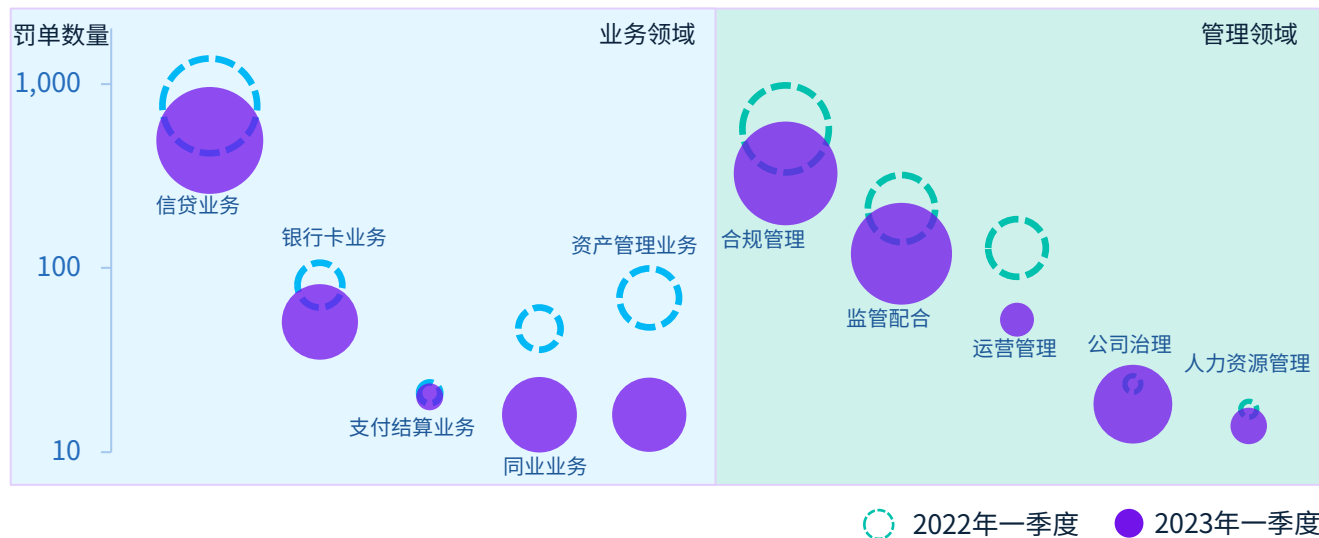 罚单数量
业务领域
管理领域
1,000
信贷业务
银行卡业务
资产管理业务
合规管理
100
监管配合
运营管理
公司治理
人力资源管理
支付结算业务
10
同业业务
2022年一季度
2023年一季度